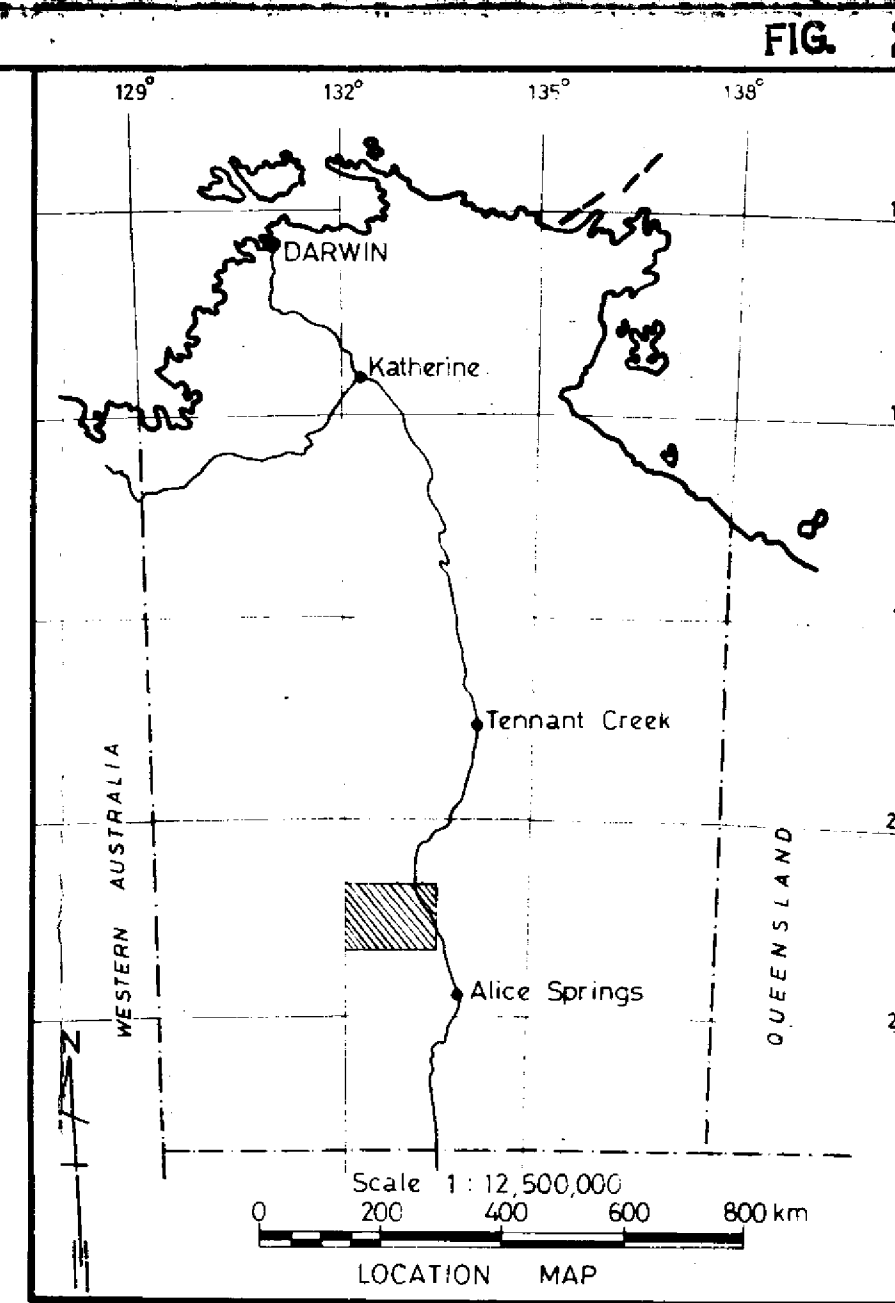 FIG.
129° 132° 135° 138°
DARWIN
Katherine
Tennant Creek
WESTERN AUSTRALIA
QUEENSLAND
Alice Springs
N
Scale 1 : 12,500,000
0 200 400 600 800 km
LOCATION MAP